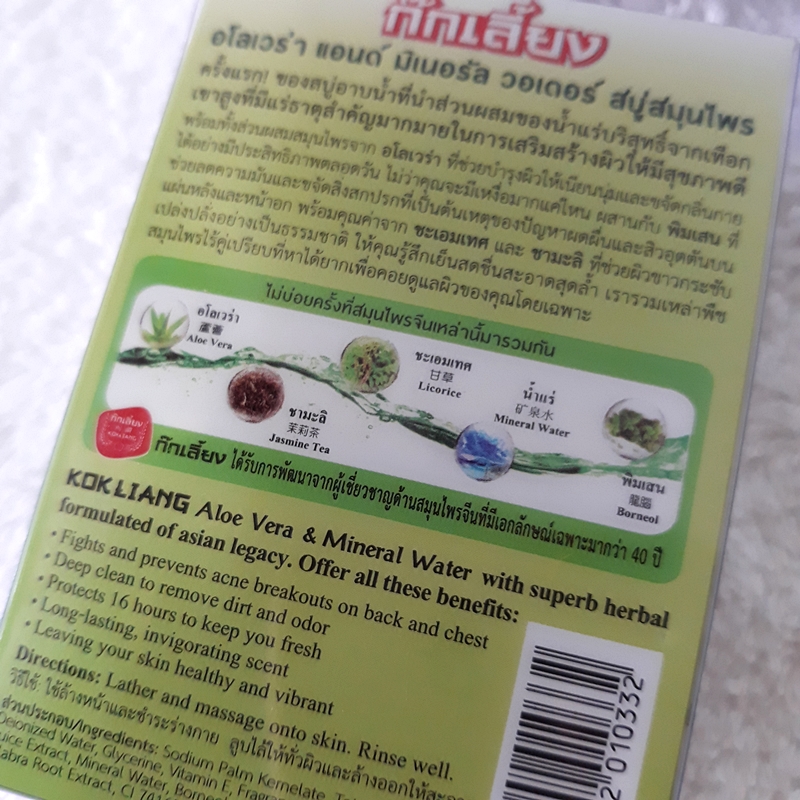 ก๊กเลี้ยง
อโลเวร่า แอนด์ มิเนอรัล วอเตอร์ สบู่สมุนไพร
ครั้งแรก! ของสบู่อาบน้ำที่นำส่วนผสมของน้ำแร่บริสุทธิ์จากเทือก
เขาสูงที่มีแร่ธาตุสำคัญมากมายในการเสริมสร้างผิวให้มีสุขภาพดี
พร้อมทั้งส่วนผสมสมุนไพรจาก อโลเวร่า ที่ช่วยบำรุงผิวให้เนียนนุ่มและขจัดกลิ่นกาย
ได้อย่างมีประสิทธิภาพตลอดวัน ไม่ว่าคุณจะมีเหงื่อมากแค่ไหน ผสานกับ พิมเสน ที่
ช่วยลดความมันและขจัดสิ่งสกปรกที่เป็นต้นเหตุของปัญหาผดผื่นและสิวอุดตันบน
แผ่นหลังและหน้าอก พร้อมคุณค่าจาก ชะเอมเทศ และ ชามะลิ ที่ช่วยผิวขาวกระชับ
เปล่งปลั่งอย่างเป็นธรรมชาติ ให้คุณรู้สึกเย็นสดชื่นสะอาดสุดล้ำ เรารวมเหล่าพืช
สมุนไพรไร้คู่เปรียบที่หาได้ยากเพื่อคอยดูแลผิวของคุณโดยเฉพาะ
ไม่บ่อยครั้งที่สมุนไพรจีนเหล่านี้มารวมกัน
อโลเวร่า
蘆薈
Aloe Vera
ชะเอมเทศ
甘草
Licorice
น้ำแร่
矿泉水
Mineral Water
ชามะลิ
茉莉茶
Jasmine Tea
พิมเสน
龍腦
Borneol
ก๊กเลี้ยง
KOKLIANG
ก๊กเลี้ยง ได้รับการพัฒนาจากผู้เชี่ยวชาญด้านสมุนไพรจีนที่มีเอกลักษณ์เฉพาะมากว่า 40 ปี
KOKLIANG Aloe Vera & Mineral Water with superb herbal
formulated of asian legacy. Offer all these benefits:
• Fights and prevents acne breakouts on back and chest
• Deep clean to remove dirt and odor
• Protects 16 hours to keep you fresh
• Long-lasting, invigorating scent
• Leaving your skin healthy and vibrant
Directions: Lather and massage onto skin. Rinse well.
วิธีใช้: ใช้ล้างหน้าและชำระร่างกาย ลูบไล้ให้ทั่วผิวและล้างออกให้สะอาด
ส่วนประกอบ/Ingredients: Sodium Palm Kernelate,
Deionized Water, Glycerine, Vitamin E,
Juice Extract, Mineral Water,
Root Extract, CI
2 010332